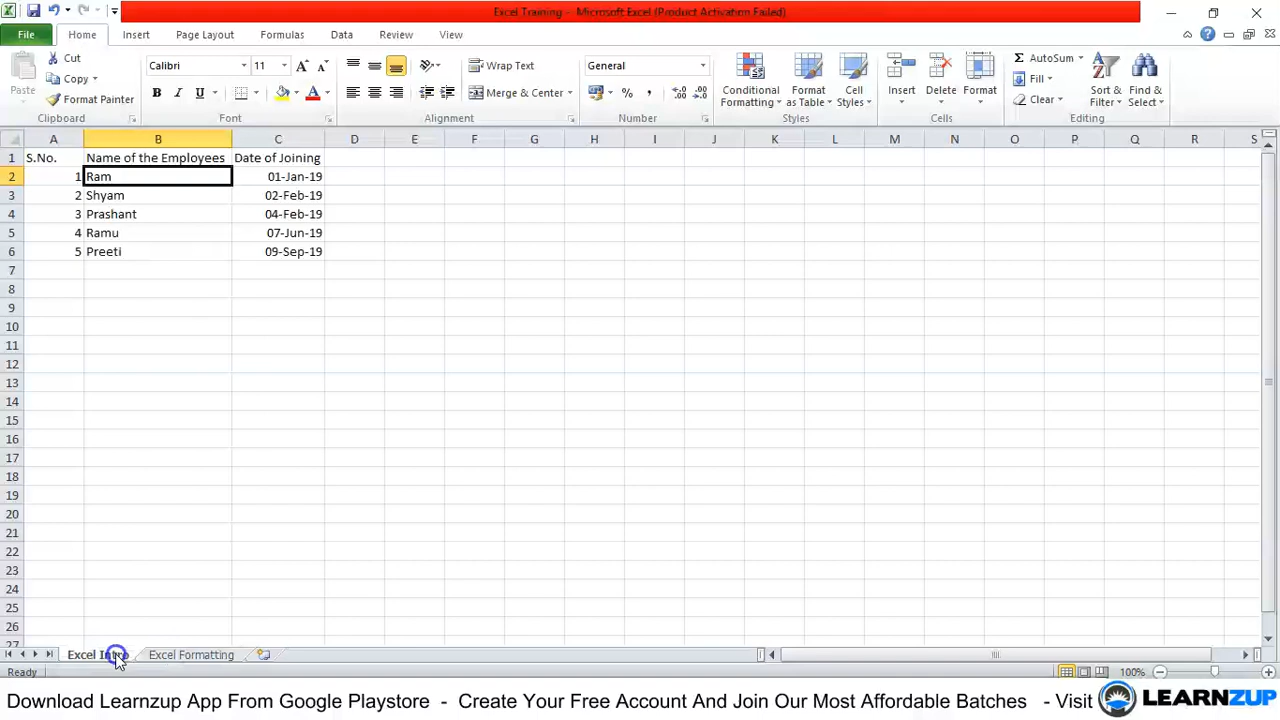 Excel Training - Microsoft Excel (Product Activation Failed)
File Home Insert Page Layout Formulas Data Review View
Paste Cut Copy Format Painter
Calibri 11
B I U A A A
Wrap Text
Merge & Center
General
% , .0 .00 .00 .0
Conditional Formatting Format as Table Cell Styles
Insert Delete Format
Σ AutoSum Fill Clear
Sort & Filter Find & Select
Clipboard Font Alignment Number Styles Cells Editing
A B C D E F G H I J K L M N O P Q R S
1 S.No. Name of the Employees Date of Joining
2 1 Ram 01-Jan-19
3 2 Shyam 02-Feb-19
4 3 Prashant 04-Feb-19
5 4 Ramu 07-Jun-19
6 5 Preeti 09-Sep-19
7
8
9
10
11
12
13
14
15
16
17
18
19
20
21
22
23
24
25
26
27
Excel Intro Excel Formatting
Ready 100%
Download Learnzup App From Google Playstore - Create Your Free Account And Join Our Most Affordable Batches - Visit LEARNZUP